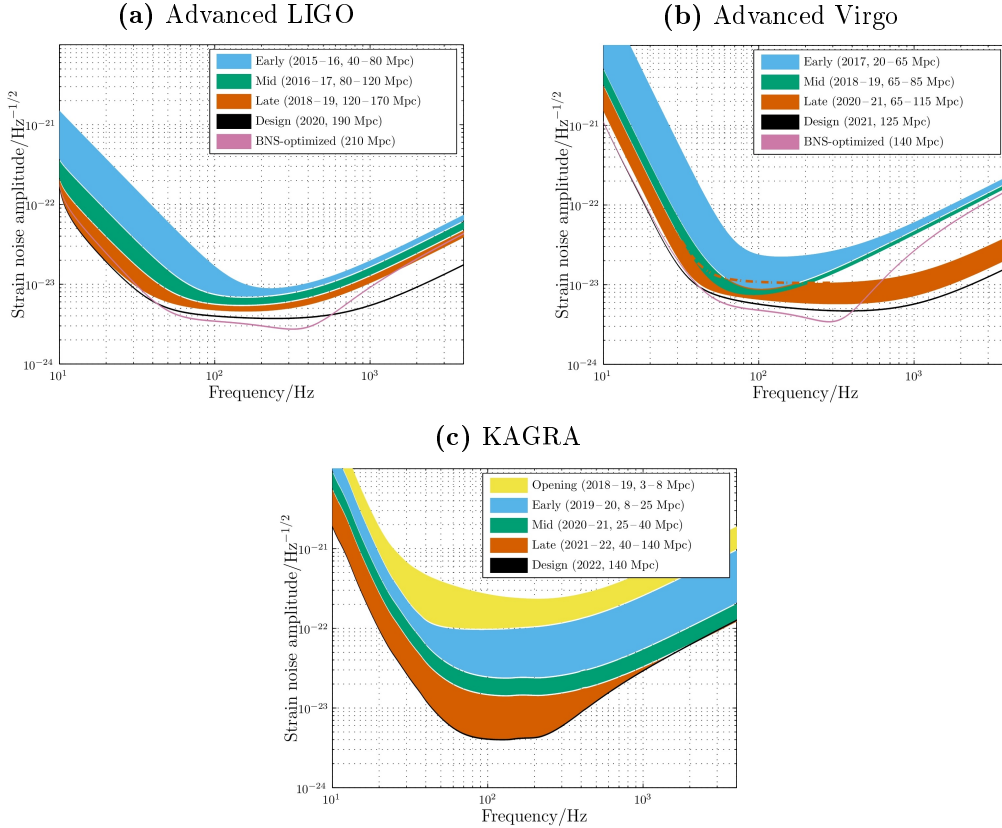 (a) Advanced LIGO
Early (2015–16, 40–80 Mpc)
Mid (2016–17, 80–120 Mpc)
Late (2018–19, 120–170 Mpc)
Design (2020, 190 Mpc)
BNS-optimized (210 Mpc)
Strain noise amplitude/Hz^{-1/2}
10^{-21}
10^{-22}
10^{-23}
10^{-24}
10^1
10^2
10^3
Frequency/Hz
(b) Advanced Virgo
Early (2017, 20–65 Mpc)
Mid (2018-19, 65–85 Mpc)
Late (2020–21, 65–115 Mpc)
Design (2021, 125 Mpc)
BNS-optimized (140 Mpc)
Strain noise amplitude/Hz^{-1/2}
10^{-21}
10^{-22}
10^{-23}
10^{-24}
10^1
10^2
10^3
Frequency/Hz
(c) KAGRA
Opening (2018–19, 3–8 Mpc)
Early (2019–20, 8–25 Mpc)
Mid (2020–21, 25–40 Mpc)
Late (2021–22, 40–140 Mpc)
Design (2022, 140 Mpc)
Strain noise amplitude/Hz^{-1/2}
10^{-21}
10^{-22}
10^{-23}
10^{-24}
10^1
10^2
10^3
Frequency/Hz